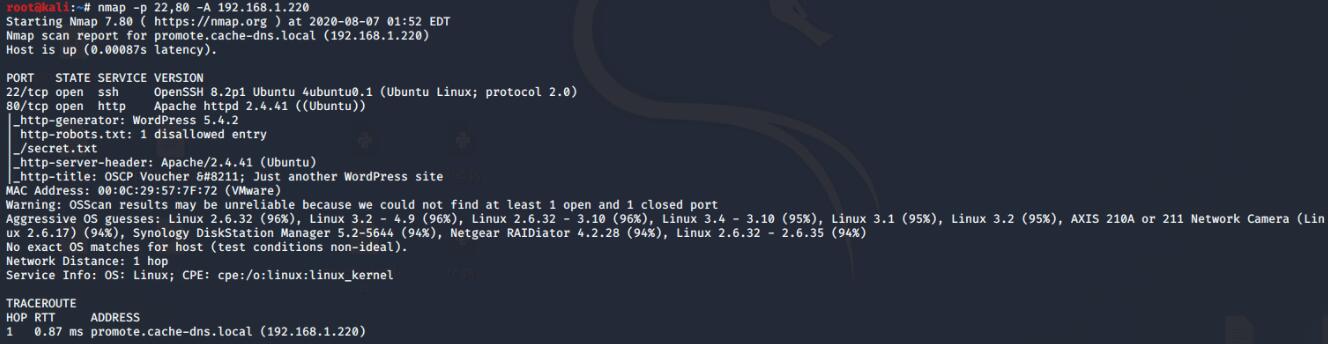 root@kali:~# nmap -p 22,80 -A 192.168.1.220
Starting Nmap 7.80 ( https://nmap.org ) at 2020-08-07 01:52 EDT
Nmap scan report for promote.cache-dns.local (192.168.1.220)
Host is up (0.00087s latency).
PORT   STATE SERVICE VERSION
22/tcp open  ssh     OpenSSH 8.2p1 Ubuntu 4ubuntu0.1 (Ubuntu Linux; protocol 2.0)
80/tcp open  http    Apache httpd 2.4.41 ((Ubuntu))
|_http-generator: WordPress 5.4.2
| http-robots.txt: 1 disallowed entry
|_/secret.txt
|_http-server-header: Apache/2.4.41 (Ubuntu)
|_http-title: OSCP Voucher &#8211; Just another WordPress site
MAC Address: 00:0C:29:57:7F:72 (VMware)
Warning: OSScan results may be unreliable because we could not find at least 1 open and 1 closed port
Aggressive OS guesses: Linux 2.6.32 (96%), Linux 3.2 - 4.9 (96%), Linux 2.6.32 - 3.10 (96%), Linux 3.4 - 3.10 (95%), Linux 3.1 (95%), Linux 3.2 (95%), AXIS 210A or 211 Network Camera (Lin
ux 2.6.17) (94%), Synology DiskStation Manager 5.2-5644 (94%), Netgear RAIDiator 4.2.28 (94%), Linux 2.6.32 - 2.6.35 (94%)
No exact OS matches for host (test conditions non-ideal).
Network Distance: 1 hop
Service Info: OS: Linux; CPE: cpe:/o:linux:linux_kernel
TRACEROUTE
HOP RTT     ADDRESS
1   0.87 ms promote.cache-dns.local (192.168.1.220)